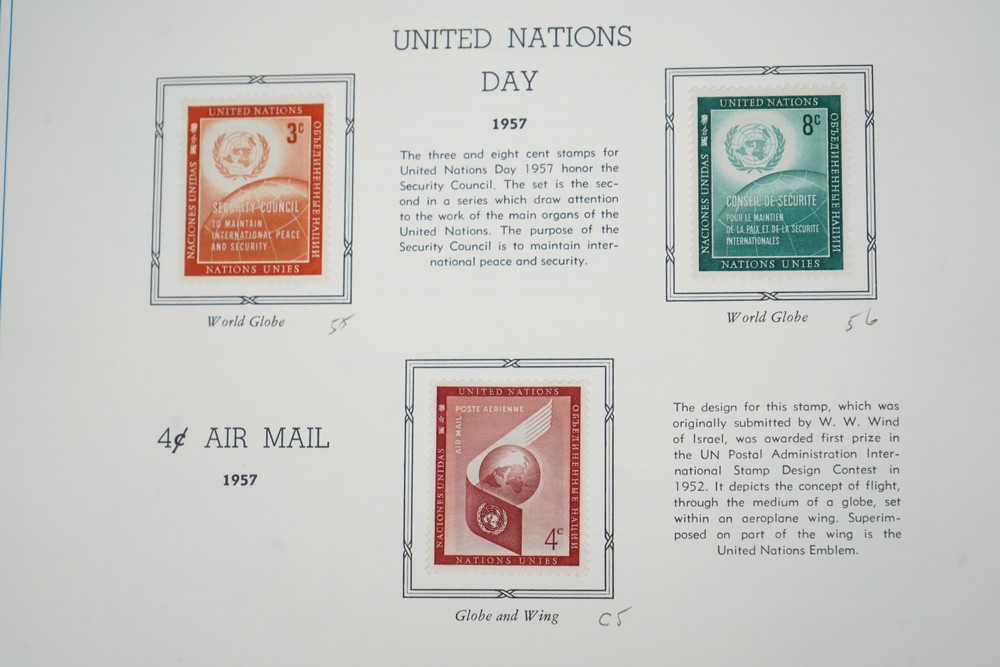 UNITED NATIONS
DAY
1957
UNITED NATIONS
3c
ОБЪЕДИНЕННЫЕ НАЦИИ
NACIONES UNIDAS
SECURITY COUNCIL
TO MAINTAIN
INTERNATIONAL PEACE
AND SECURITY
NATIONS UNIES
World Globe
55
The three and eight cent stamps for
United Nations Day 1957 honor the
Security Council. The set is the sec-
ond in a series which draw attention
to the work of the main organs of the
United Nations. The purpose of the
Security Council is to maintain inter-
national peace and security.
UNITED NATIONS
8c
ОБЪЕДИНЕННЫЕ НАЦИИ
NACIONES UNIDAS
CONSEIL DE SECURITE
POUR LE MAINTIEN
DE LA PAIX ET DE LA SECURITE
INTERNATIONALES
NATIONS UNIES
World Globe
56
4¢ AIR MAIL
1957
UNITED NATIONS
POSTE AERIENNE
AIR MAIL
NACIONES UNIDAS
ОБЪЕДИНЕННЫЕ НАЦИИ
4c
NATIONS UNIES
Globe and Wing
C5
The design for this stamp, which was
originally submitted by W. W. Wind
of Israel, was awarded first prize in
the UN Postal Administration Inter-
national Stamp Design Contest in
1952. It depicts the concept of flight,
through the medium of a globe, set
within an aeroplane wing. Superim-
posed on part of the wing is the
United Nations Emblem.